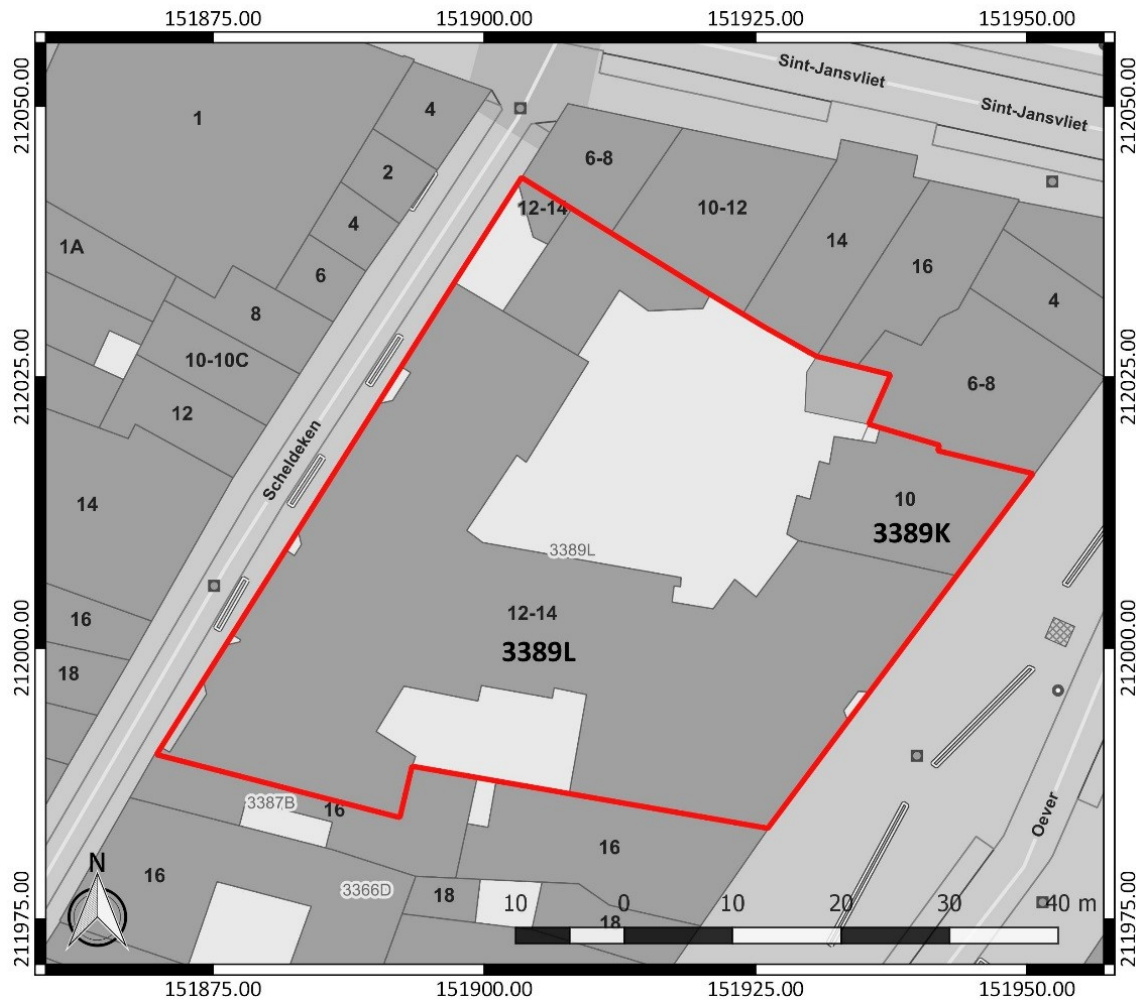 151875.00 151900.00 151925.00 151950.00
212050.00 212050.00
212025.00 212025.00
212000.00 212000.00
211975.00 211975.00
Sint-Jansvliet
Sint-Jansvliet
1
4
2
4
6
8
1A
10-10C
12
14
16
18
6-8
12-14
10-12
14
16
4
6-8
Scheldeken
10
3389K
3389L
12-14
3389L
3387B
16
16
16
3366D
18
18
Oever
N
10 0 10 20 30 40 m
151875.00 151900.00 151925.00 151950.00